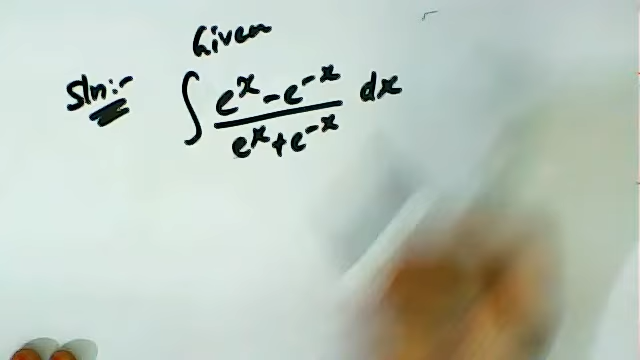 Given
Sln:- ∫ (e^x - e^-x)/(e^x + e^-x) dx